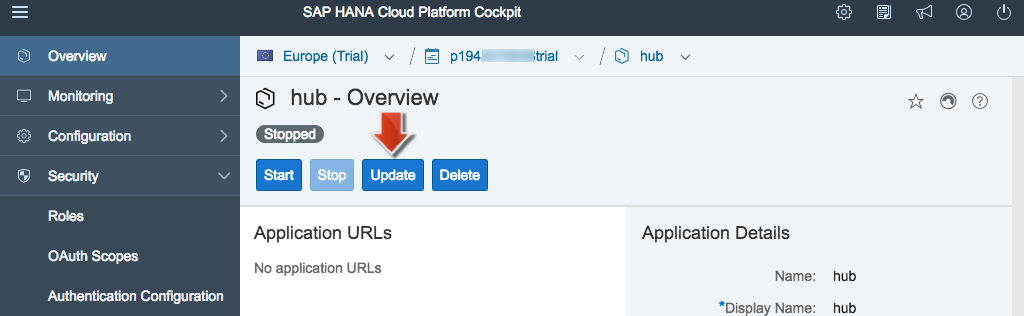 SAP HANA Cloud Platform Cockpit
Overview
Monitoring
Configuration
Security
Roles
OAuth Scopes
Authentication Configuration
Europe (Trial) / p194 trial / hub
hub - Overview
Stopped
Start Stop Update Delete
Application URLs
No application URLs
Application Details
Name: hub
*Display Name: hub